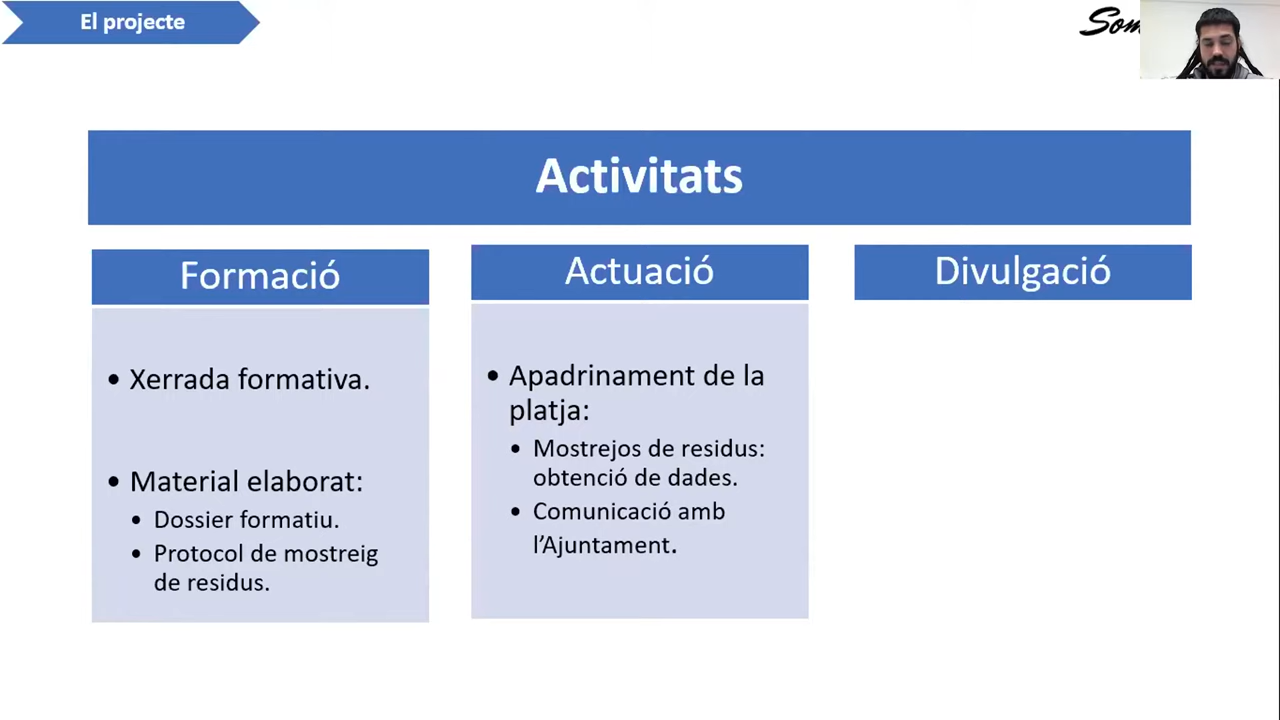 El projecte
Som
Activitats
Formació
• Xerrada formativa.
• Material elaborat:
• Dossier formatiu.
• Protocol de mostreig
de residus.
Actuació
• Apadrinament de la
platja:
• Mostrejos de residus:
obtenció de dades.
• Comunicació amb
l’Ajuntament.
Divulgació